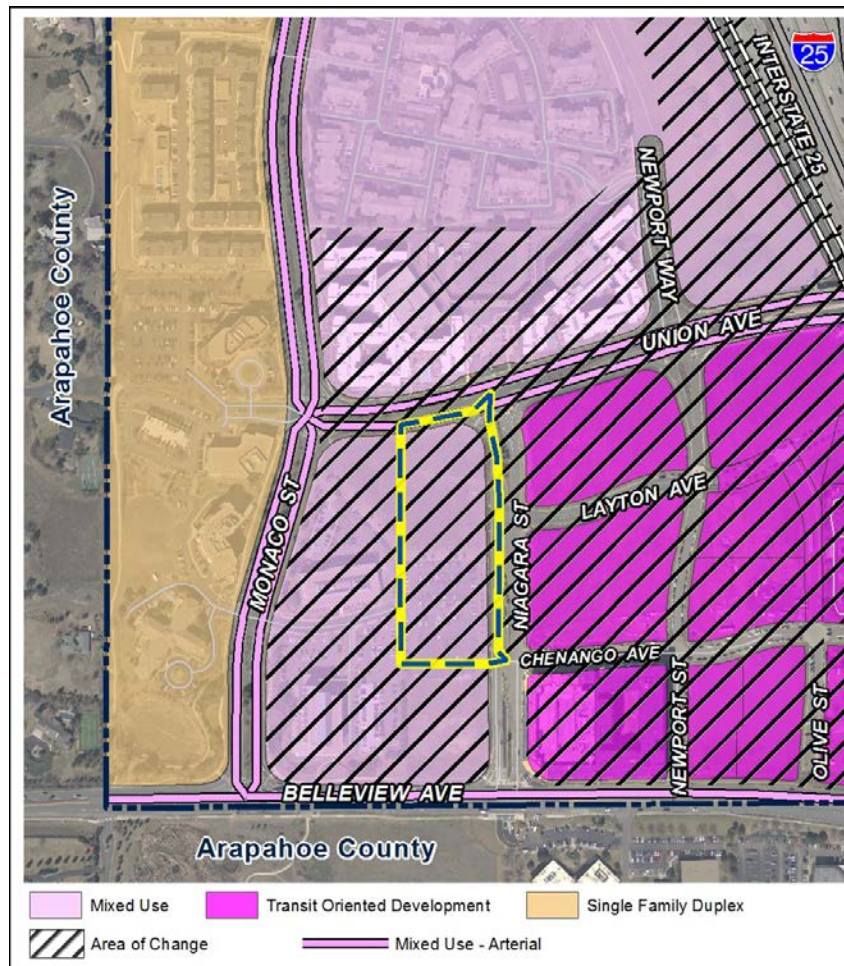 INTERSTATE 25
25
NEWPORT WAY
Arapahoe County
UNION AVE
LAYTON AVE
MONACO ST
NIAGARA ST
CHENANGO AVE
NEWPORT ST
OLIVE ST
BELLEVIEW AVE
Arapahoe County
Mixed Use
Transit Oriented Development
Single Family Duplex
Area of Change
Mixed Use - Arterial